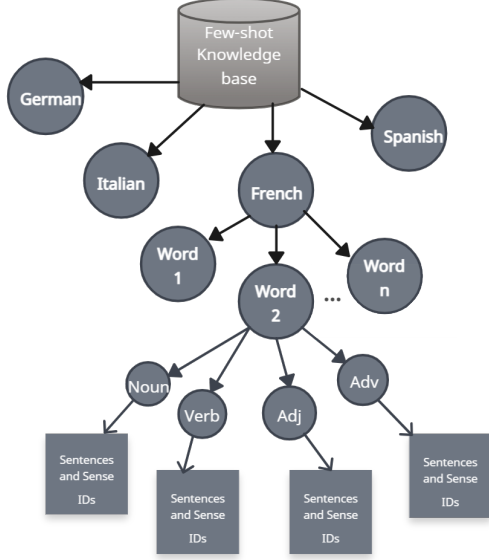 Few-shot
Knowledge
base
German
Spanish
Italian
French
Word
1
Word
n
Word
2
...
Noun
Verb
Adj
Adv
Sentences
and Sense
IDs
Sentences
and Sense
IDs
Sentences
and Sense
IDs
Sentences
and Sense
IDs